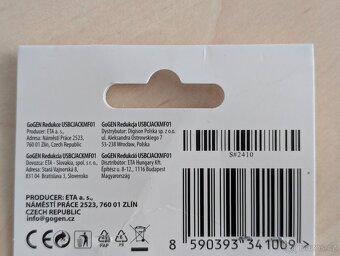 GoGEN Redukce USBCJACKMF01
Producer: ETA a. s.,
Adresa: Náměstí Práce 2523,
760 01 Zlín, Czech Republic
GoGEN Redukcja USBCJACKMF01
Dystrybutor: Digison Polska sp. z o.o.
ul. Aleksandra Ostrowskiego 7
53-238 Wrocław, Polska
GoGEN Redukcia USBCJACKMF01
Dovozca: ETA - Slovakia, spol. s r.o.
Adresa: Stará Vajnorská 8,
831 04 Bratislava 3, Slovensko
GoGEN Redukció USBCJACKMF01
Disztribútor: ETA Hungary Kft.
Építész u. 8-12, 1116 Budapest
Magyarország
S#2410
PRODUCER: ETA a. s.,
NÁMĚSTÍ PRÁCE 2523, 760 01 ZLÍN
CZECH REPUBLIC
info@gogen.cz
CE
PAP
8 590393 341009 >